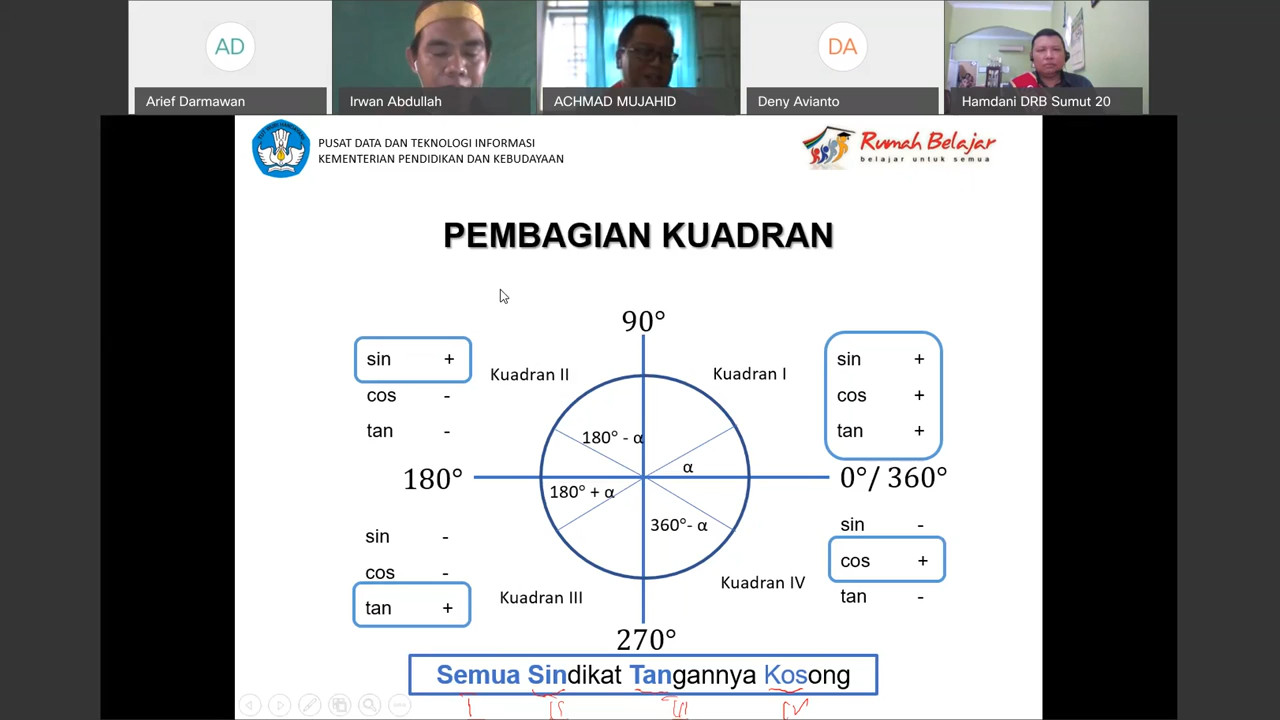 AD
DA
Arief Darmawan
Irwan Abdullah
ACHMAD MUJAHID
Deny Avianto
Hamdani DRB Sumut 20
PUSAT DATA DAN TEKNOLOGI INFORMASI
KEMENTERIAN PENDIDIKAN DAN KEBUDAYAAN
Rumah Belajar
belajar untuk semua
PEMBAGIAN KUADRAN
90°
sin +
cos -
tan -
Kuadran II
Kuadran I
sin +
cos +
tan +
180° - α
α
180°
0°/ 360°
180° + α
360°- α
sin -
cos -
tan +
Kuadran III
Kuadran IV
sin -
cos +
tan -
270°
Semua Sindikat Tangannya Kosong
I II III IV